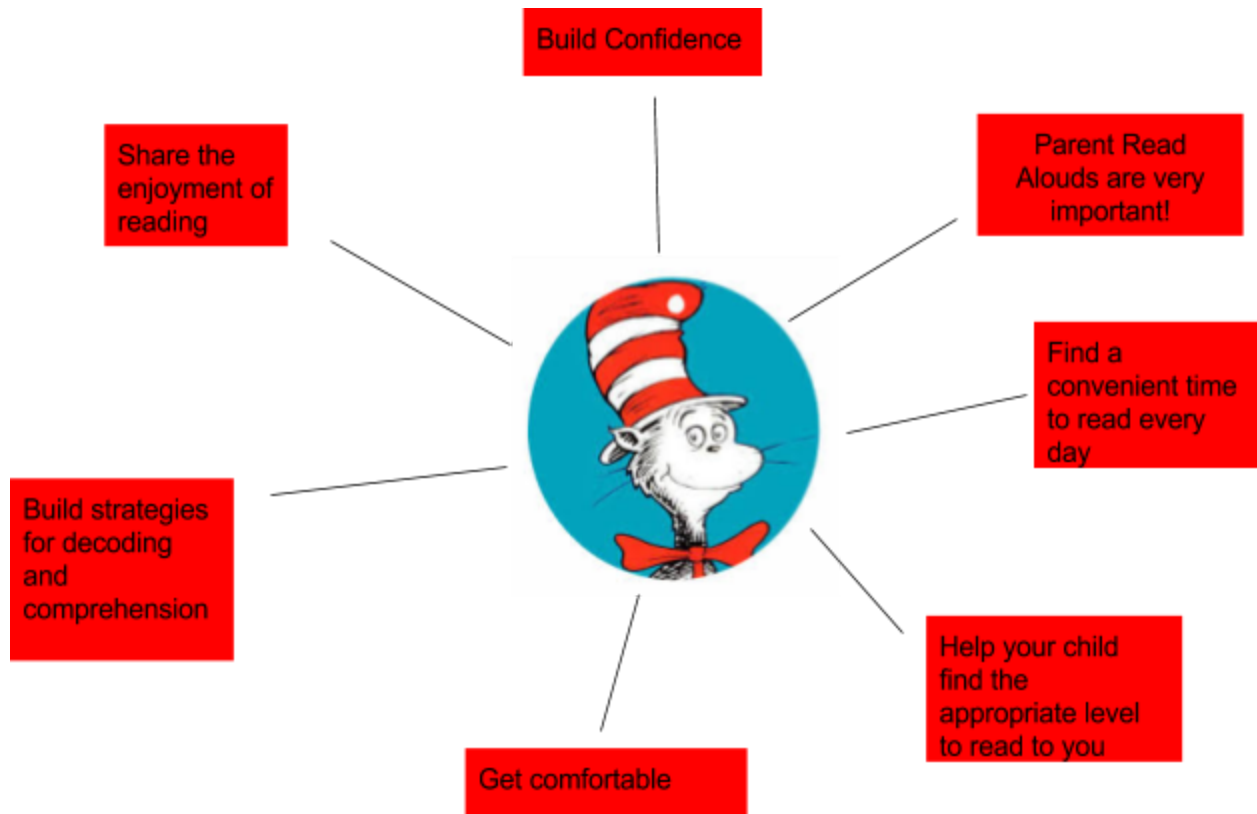 Build Confidence
Share the
enjoyment of
reading
Parent Read
Alouds are very
important!
Find a
convenient time
to read every
day
Build strategies
for decoding
and
comprehension
Help your child
find the
appropriate level
to read to you
Get comfortable